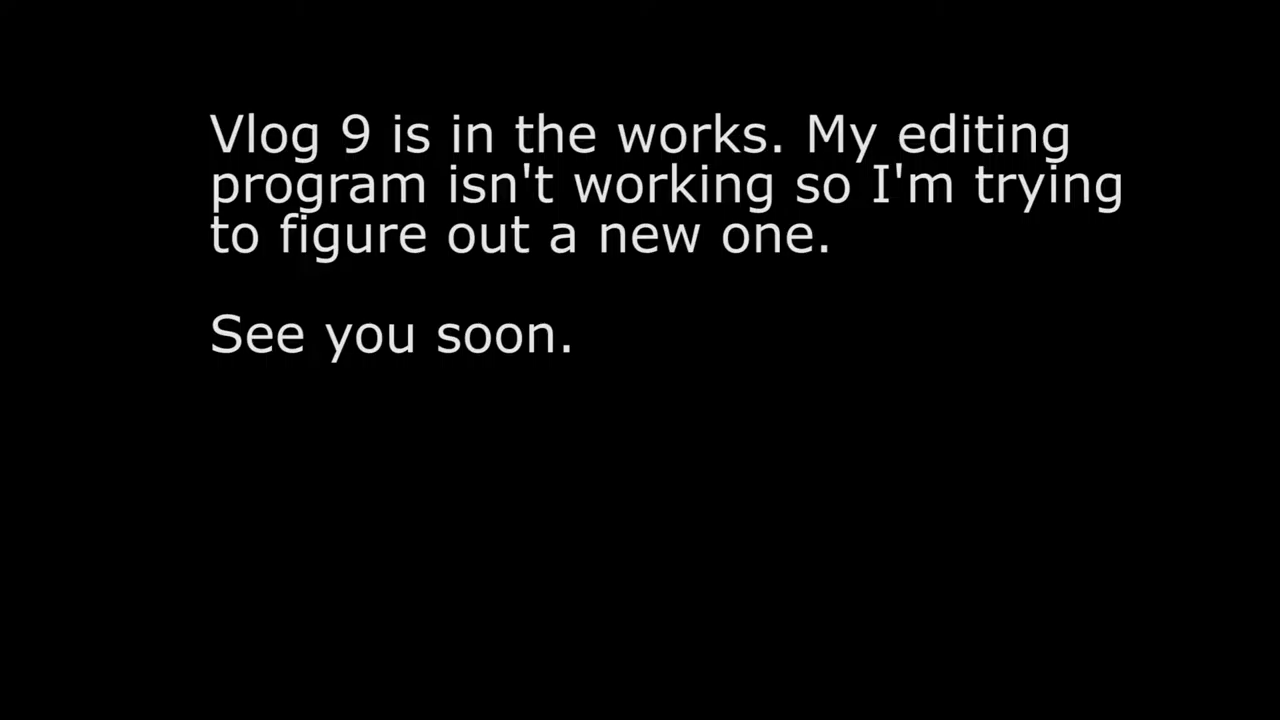 Vlog 9 is in the works. My editing
program isn't working so I'm trying
to figure out a new one.
See you soon.